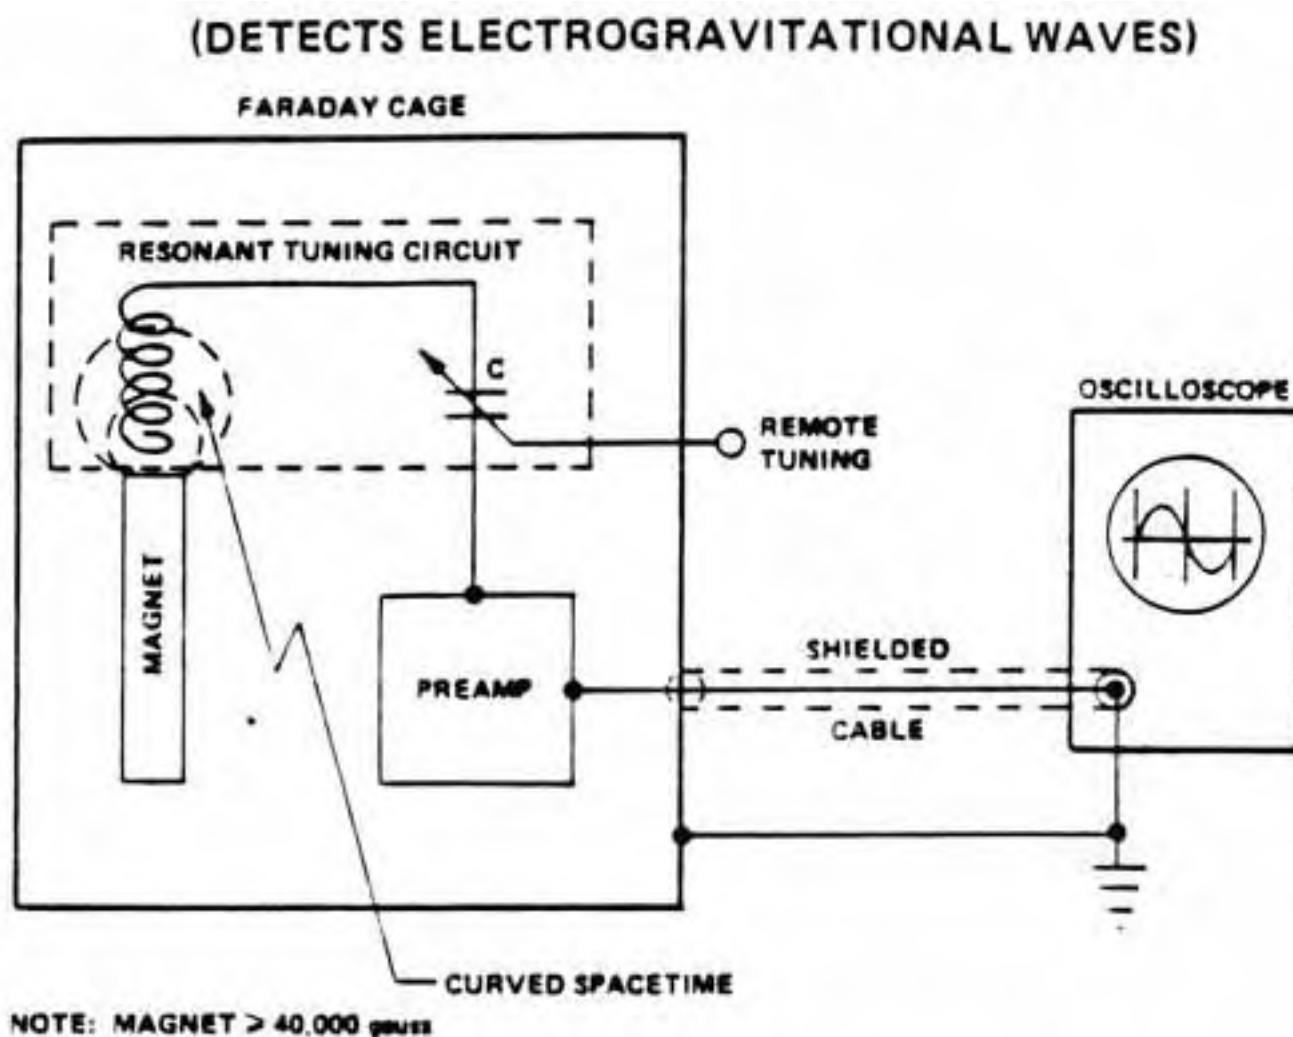 (DETECTS ELECTROGRAVITATIONAL WAVES)
FARADAY CAGE
RESONANT TUNING CIRCUIT
C
OSCILLOSCOPE
REMOTE
TUNING
MAGNET
PREAMP
SHIELDED
CABLE
CURVED SPACETIME
NOTE: MAGNET ⩾ 40,000 gauss